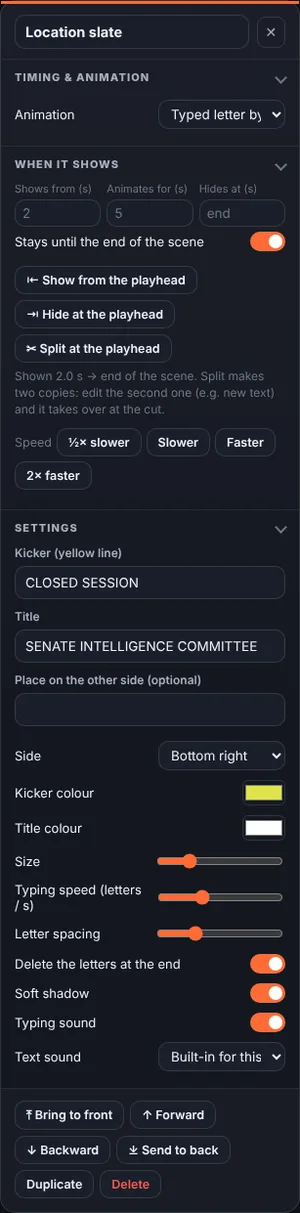 Location slate
TIMING & ANIMATION
Animation
Typed letter by
WHEN IT SHOWS
Shows from (s) Animates for (s) Hides at (s)
2 5 end
Stays until the end of the scene
⇤ Show from the playhead
⇥ Hide at the playhead
✂ Split at the playhead
Shown 2.0 s → end of the scene. Split makes
two copies: edit the second one (e.g. new text)
and it takes over at the cut.
Speed ½× slower Slower Faster
2× faster
SETTINGS
Kicker (yellow line)
CLOSED SESSION
Title
SENATE INTELLIGENCE COMMITTEE
Place on the other side (optional)
Side Bottom right
Kicker colour
Title colour
Size
Typing speed (letters
/ s)
Letter spacing
Delete the letters at the end
Soft shadow
Typing sound
Text sound Built-in for this
⤒ Bring to front ↑ Forward
↓ Backward ⤓ Send to back
Duplicate Delete